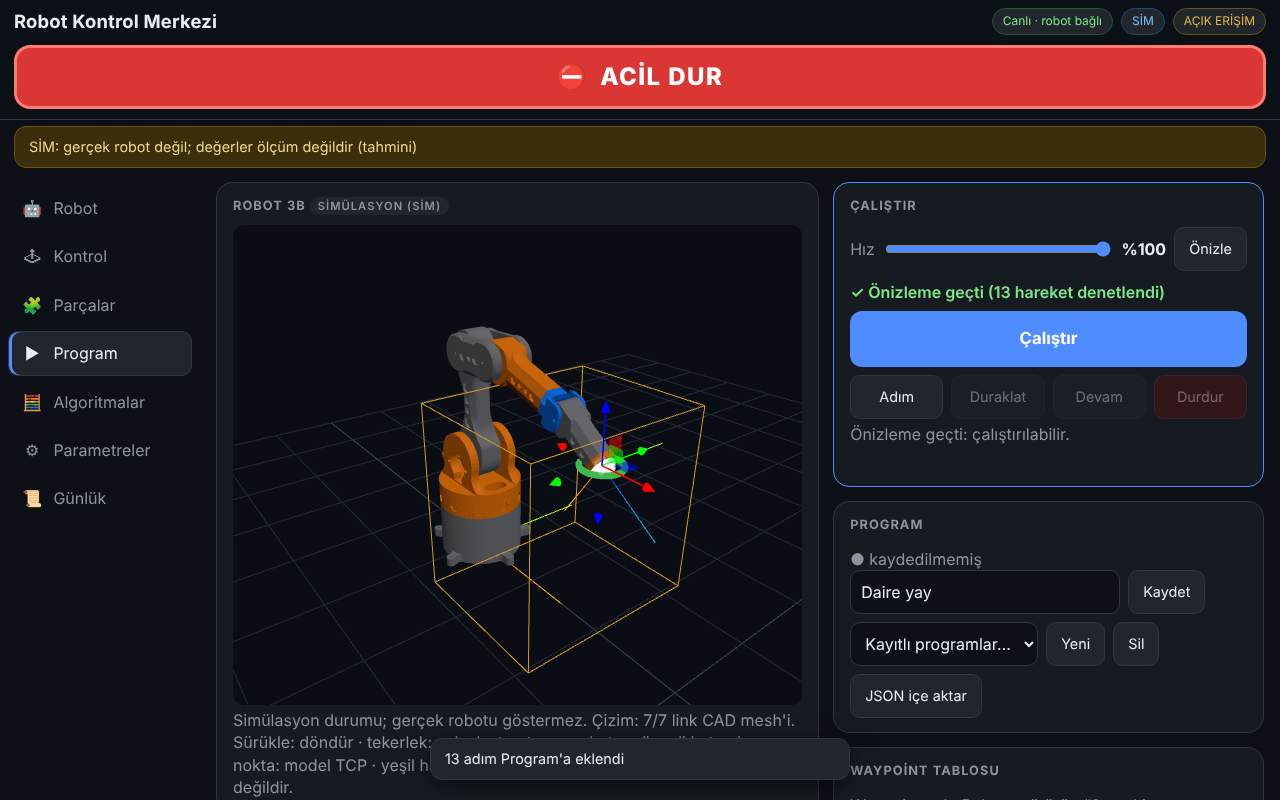 Robot Kontrol Merkezi
Canlı · robot bağlı
SİM
AÇIK ERİŞİM
ACİL DUR
SİM: gerçek robot değil; değerler ölçüm değildir (tahmini)
Robot
Kontrol
Parçalar
Program
Algoritmalar
Parametreler
Günlük
ROBOT 3B
SİMÜLASYON (SİM)
Simülasyon durumu; gerçek robotu göstermez. Çizim: 7/7 link CAD mesh'i.
Sürükle: döndür · tekerlek:
nokta: model TCP · yeşil
değildir.
13 adım Program'a eklendi
ÇALIŞTIR
Hız
%100
Önizle
✓ Önizleme geçti (13 hareket denetlendi)
Çalıştır
Adım
Duraklat
Devam
Durdur
Önizleme geçti: çalıştırılabilir.
PROGRAM
● kaydedilmemiş
Daire yay
Kaydet
Kayıtlı programlar...
Yeni
Sil
JSON içe aktar
WAYPOİNT TABLOSU